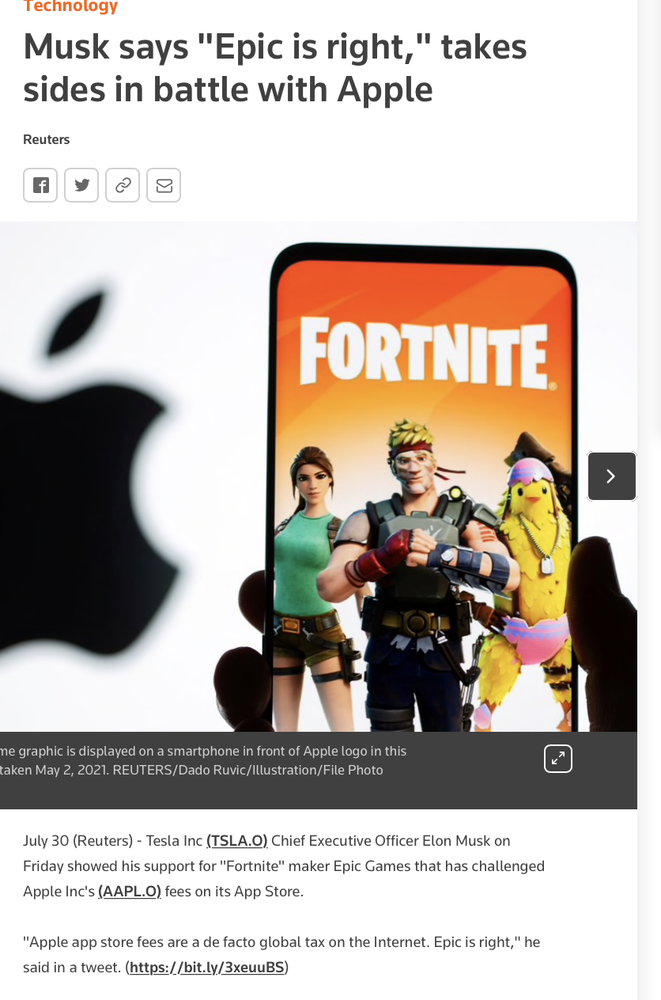 Technology
Musk says "Epic is right," takes
sides in battle with Apple
Reuters
FORTNITE
me graphic is displayed on a smartphone in front of Apple logo in this
taken May 2, 2021. REUTERS/Dado Ruvic/Illustration/File Photo
July 30 (Reuters) - Tesla Inc (TSLA.O) Chief Executive Officer Elon Musk on
Friday showed his support for "Fortnite" maker Epic Games that has challenged
Apple Inc's (AAPL.O) fees on its App Store.
"Apple app store fees are a de facto global tax on the Internet. Epic is right," he
said in a tweet. (https://bit.ly/3xeuuBS)